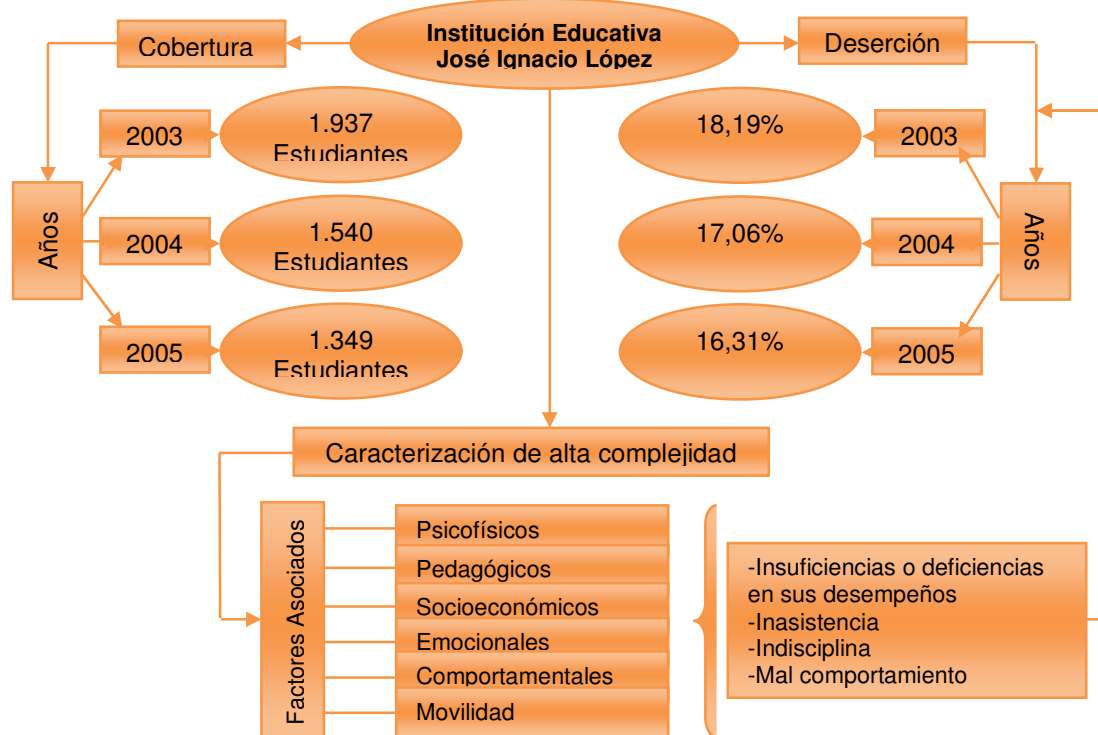 Institución Educativa
José Ignacio López
Cobertura
Deserción
Años
2003
1.937
Estudiantes
2004
1.540
Estudiantes
2005
1.349
Estudiantes
Años
2003
18,19%
2004
17,06%
2005
16,31%
Caracterización de alta complejidad
Factores Asociados
Psicofísicos
Pedagógicos
Socioeconómicos
Emocionales
Comportamentales
Movilidad
-Insuficiencias o deficiencias
en sus desempeños
-Inasistencia
-Indisciplina
-Mal comportamiento